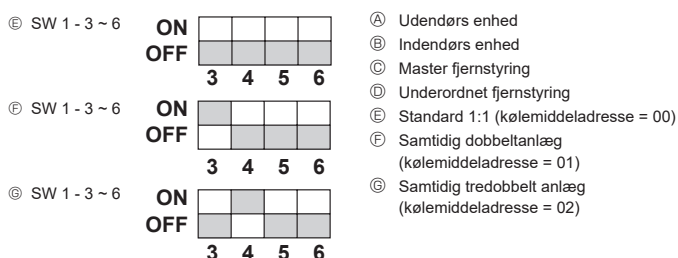 Ⓔ SW 1 - 3 ~ 6
ON
OFF
3 4 5 6
Ⓕ SW 1 - 3 ~ 6
ON
OFF
3 4 5 6
Ⓖ SW 1 - 3 ~ 6
ON
OFF
3 4 5 6
Ⓐ Udendørs enhed
Ⓑ Indendørs enhed
Ⓒ Master fjernstyring
Ⓓ Underordnet fjernstyring
Ⓔ Standard 1:1 (kølemiddeladresse = 00)
Ⓕ Samtidig dobbeltanlæg
(kølemiddeladresse = 01)
Ⓖ Samtidig tredobbelt anlæg
(kølemiddeladresse = 02)